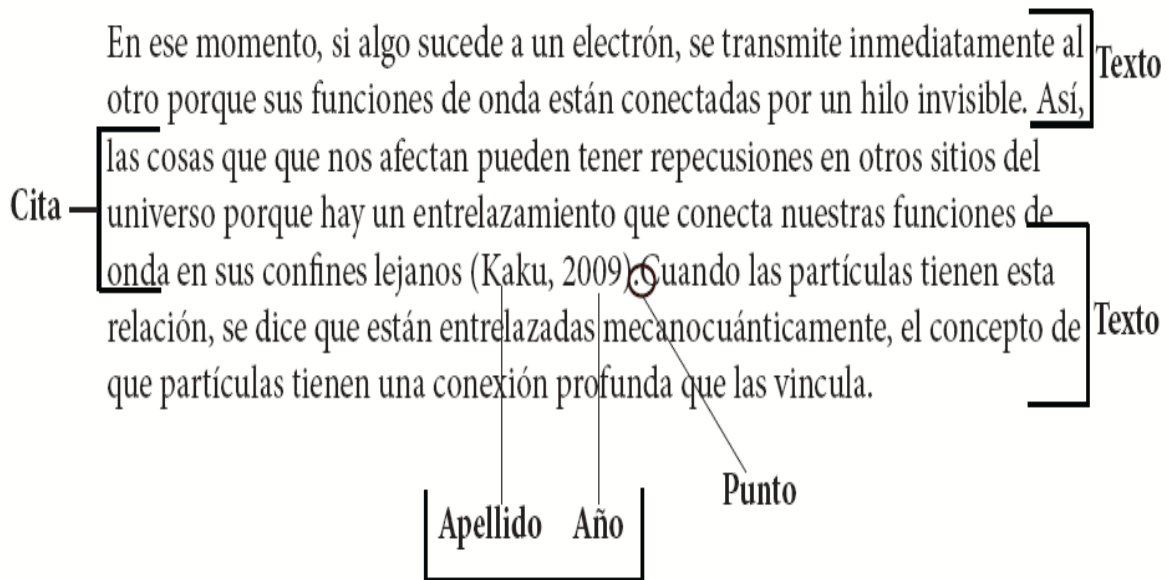 En ese momento, si algo sucede a un electrón, se transmite inmediatamente al
Texto
otro porque sus funciones de onda están conectadas por un hilo invisible. Así,
las cosas que que nos afectan pueden tener repecusiones en otros sitios del
Cita
universo porque hay un entrelazamiento que conecta nuestras funciones de
onda en sus confines lejanos (Kaku, 2009).Cuando las partículas tienen esta
relación, se dice que están entrelazadas mecanocuánticamente, el concepto de
Texto
que partículas tienen una conexión profunda que las vincula.
Punto
Apellido Año